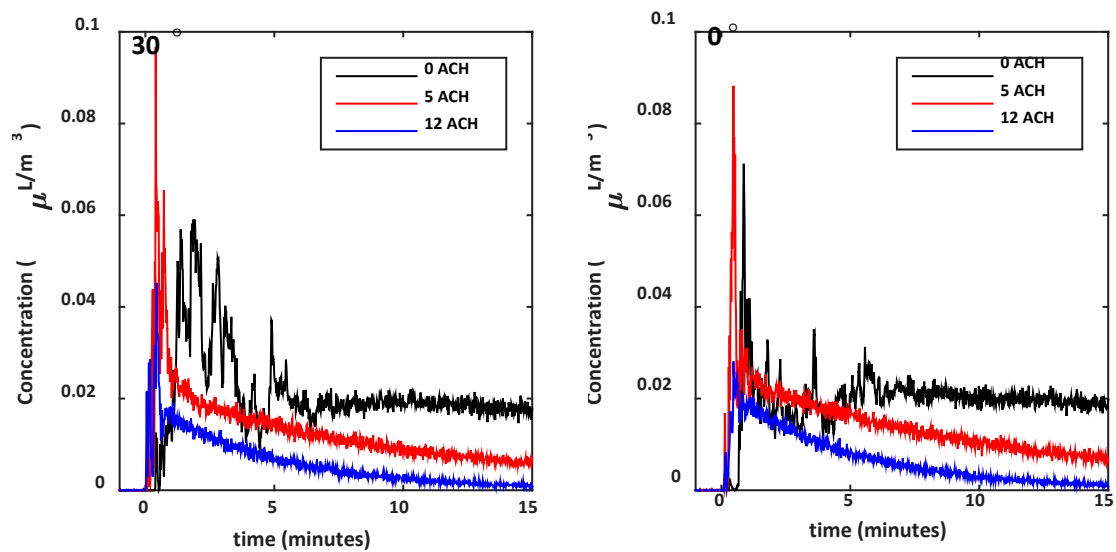 30°
0.1
0.08
0.06
0.04
0.02
0
Concentration ( μL/m 3 )
0 ACH
5 ACH
12 ACH
0 5 10 15
time (minutes)
0°
0.1
0.08
0.06
0.04
0.02
0
Concentration ( μL/m )
0 ACH
5 ACH
12 ACH
0 5 10 15
time (minutes)